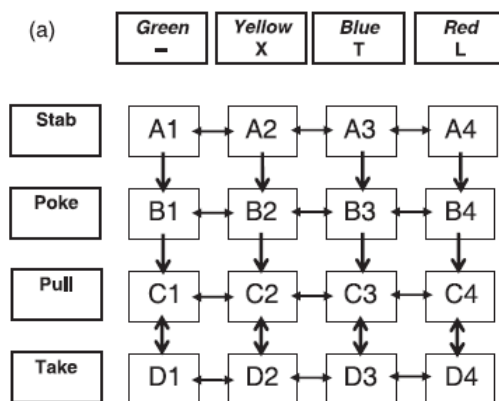 (a)
Green Yellow Blue Red
– X T L
Stab A1 A2 A3 A4
Poke B1 B2 B3 B4
Pull C1 C2 C3 C4
Take D1 D2 D3 D4